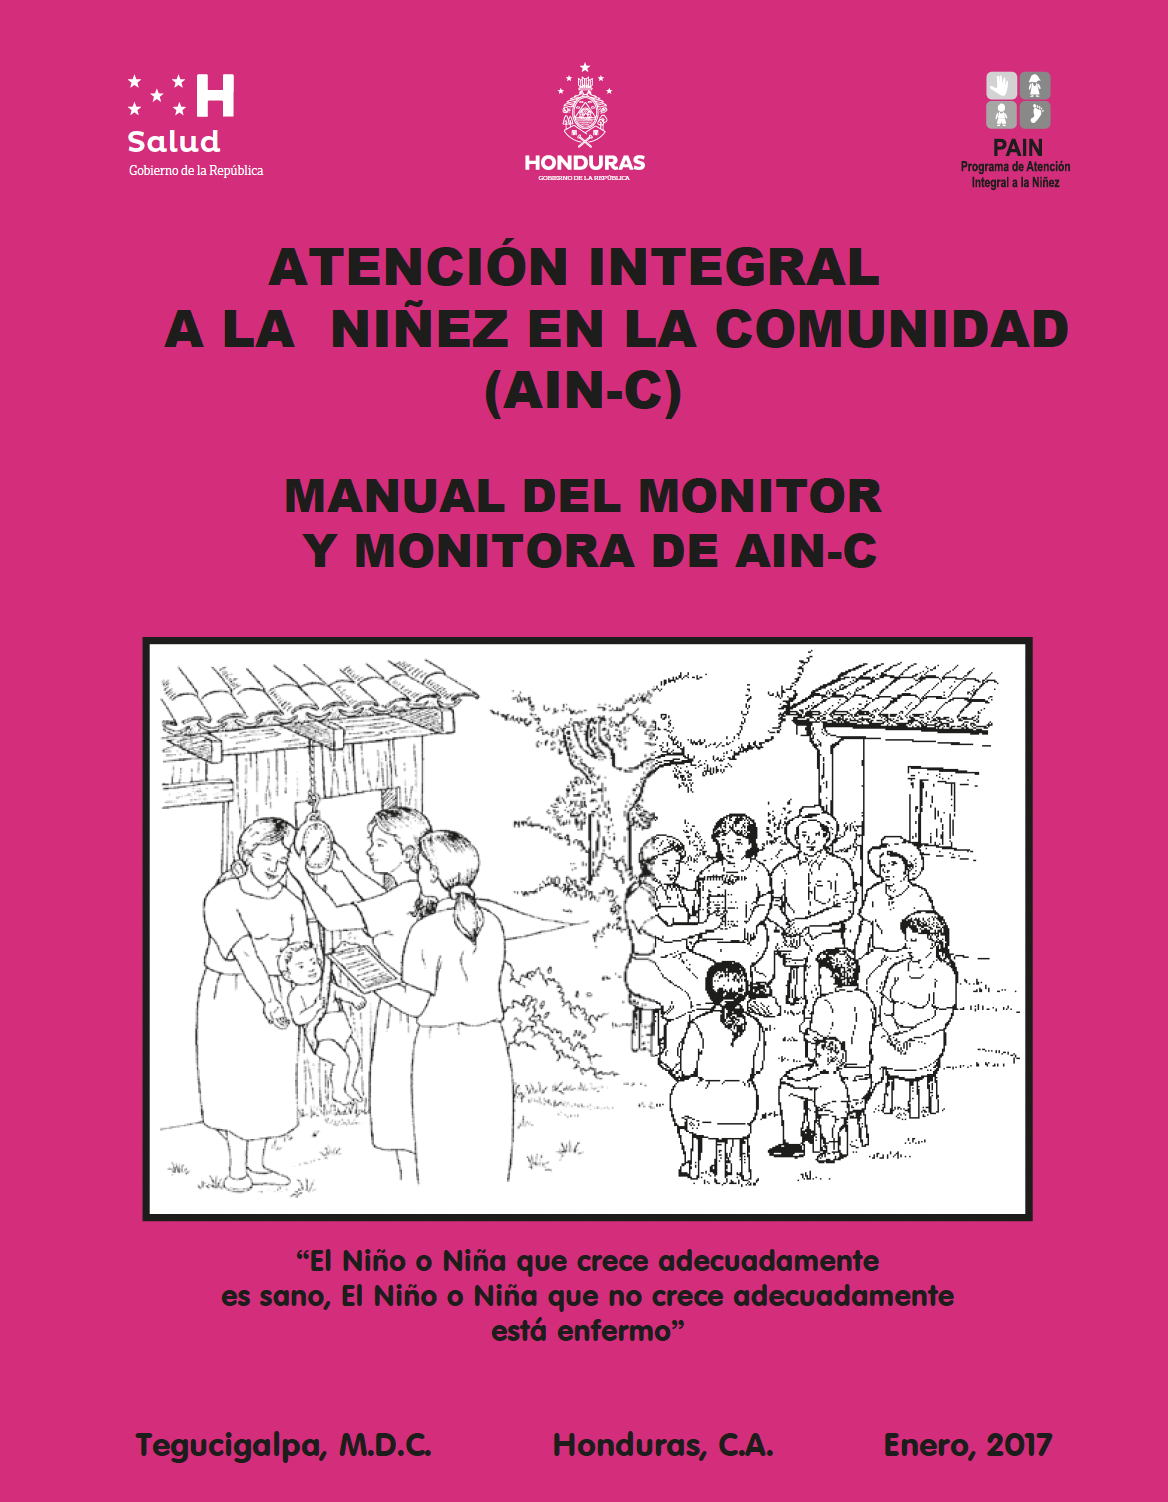 H
Salud
Gobierno de la República
HONDURAS
GOBIERNO DE LA REPÚBLICA
PAIN
Programa de Atención
Integral a la Niñez
ATENCIÓN INTEGRAL
A LA NIÑEZ EN LA COMUNIDAD
(AIN-C)
MANUAL DEL MONITOR
Y MONITORA DE AIN-C
“El Niño o Niña que crece adecuadamente
es sano, El Niño o Niña que no crece adecuadamente
está enfermo”
Tegucigalpa, M.D.C. Honduras, C.A. Enero, 2017